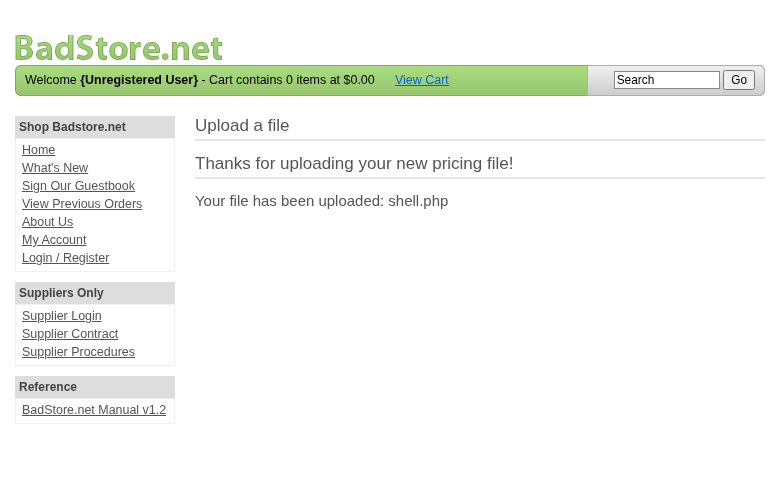 BadStore.net
Welcome {Unregistered User} - Cart contains 0 items at $0.00 View Cart
Search Go
Shop Badstore.net
Home
What's New
Sign Our Guestbook
View Previous Orders
About Us
My Account
Login / Register
Suppliers Only
Supplier Login
Supplier Contract
Supplier Procedures
Reference
BadStore.net Manual v1.2
Upload a file
Thanks for uploading your new pricing file!
Your file has been uploaded: shell.php